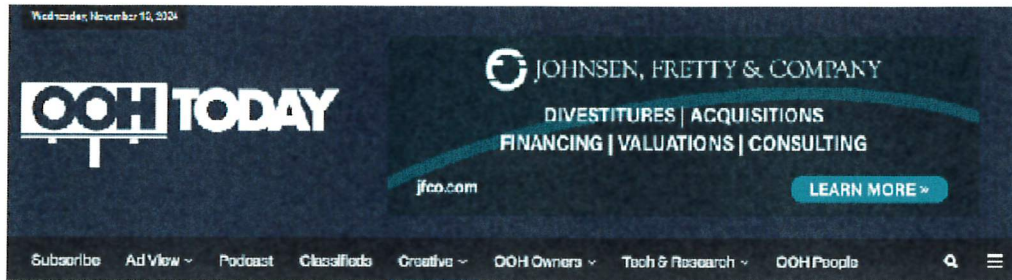 Wednesday, November 13, 2024
OOH TODAY
JOHNSEN, FRETTY & COMPANY
DIVESTITURES | ACQUISITIONS
FINANCING | VALUATIONS | CONSULTING
jfco.com
LEARN MORE »
Subscribe Ad View Podcast Classifieds Creative OOH Owners Tech & Research OOH People